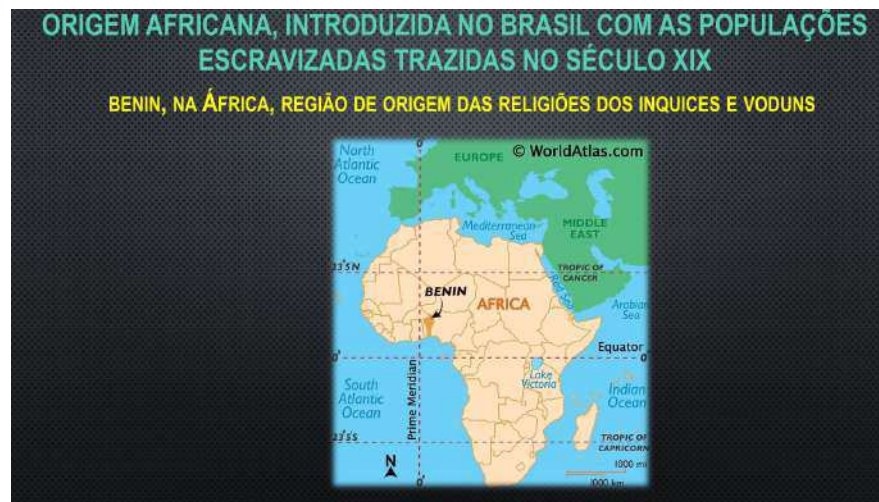 ORIGEM AFRICANA, INTRODUZIDA NO BRASIL COM AS POPULAÇÕES
ESCRAVIZADAS TRAZIDAS NO SÉCULO XIX
BENIN, NA ÁFRICA, REGIÃO DE ORIGEM DAS RELIGIÕES DOS INQUICES E VODUNS
0°
© WorldAtlas.com
North
Atlantic
Ocean
EUROPE
Mediterranean
Sea
MIDDLE
EAST
23°5'N
TROPIC OF
CANCER
Red Sea
BENIN
AFRICA
Arabian
Sea
Equator
0°
0°
Lake
Victoria
South
Atlantic
Ocean
Prime Meridian
Indian
Ocean
23°5'S
TROPIC OF
CAPRICORN
N
1000 mi
1000 km
0°